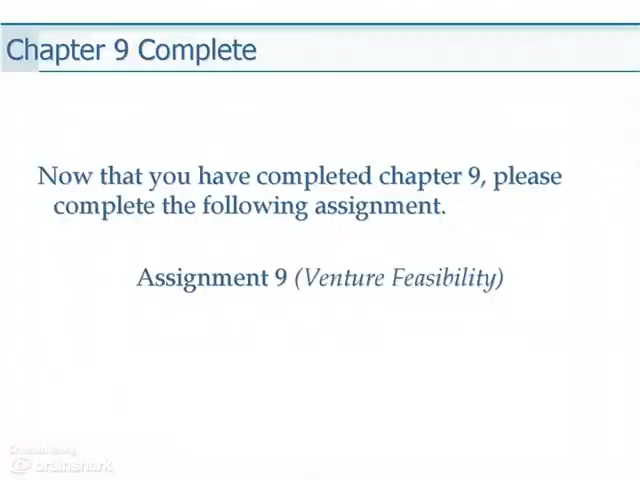 Chapter 9 Complete
Now that you have completed chapter 9, please
complete the following assignment.
Assignment 9 (Venture Feasibility)
brainshark